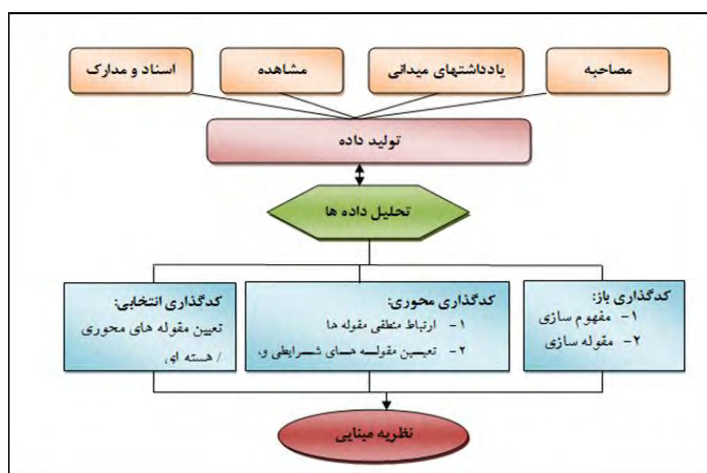 مصاحبه
یادداشتهای میدانی
مشاهده
اسناد و مدارک
تولید داده
تحلیل داده ها
کدگذاری باز:
۱- مفهوم سازی
۲- مقوله سازی
کدگذاری محوری:
۱- ارتباط منطقی مقوله ها
۲- تعیین مقوله های شرایطی و،
کدگذاری انتخابی:
تعیین مقوله های محوری
/ هسته ای
نظریه مبنایی